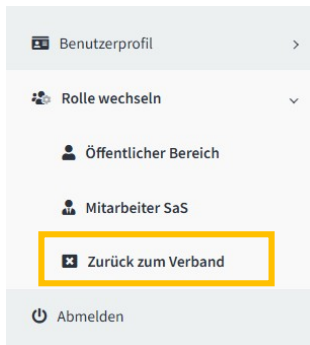 Benutzerprofil
Rolle wechseln
Öffentlicher Bereich
Mitarbeiter SaS
Zurück zum Verband
Abmelden